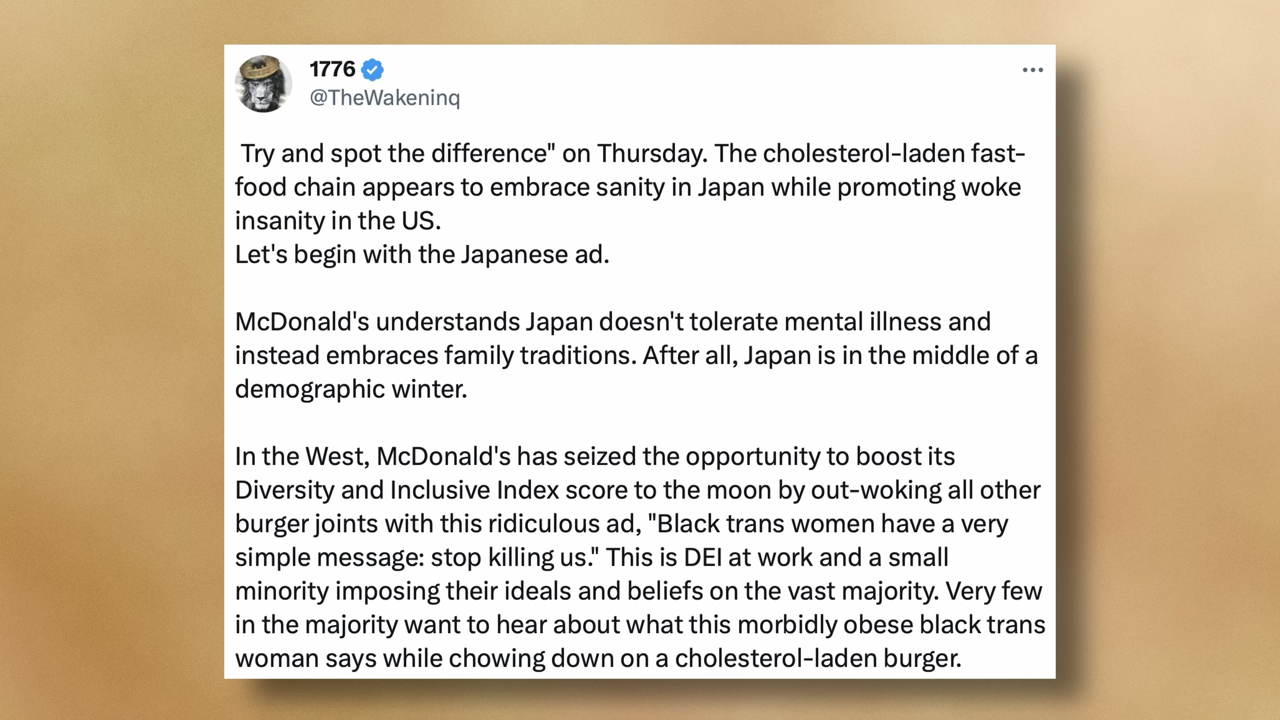 1776
@TheWakeninq
Try and spot the difference" on Thursday. The cholesterol-laden fast-
food chain appears to embrace sanity in Japan while promoting woke
insanity in the US.
Let's begin with the Japanese ad.
McDonald's understands Japan doesn't tolerate mental illness and
instead embraces family traditions. After all, Japan is in the middle of a
demographic winter.
In the West, McDonald's has seized the opportunity to boost its
Diversity and Inclusive Index score to the moon by out-woking all other
burger joints with this ridiculous ad, "Black trans women have a very
simple message: stop killing us." This is DEI at work and a small
minority imposing their ideals and beliefs on the vast majority. Very few
in the majority want to hear about what this morbidly obese black trans
woman says while chowing down on a cholesterol-laden burger.